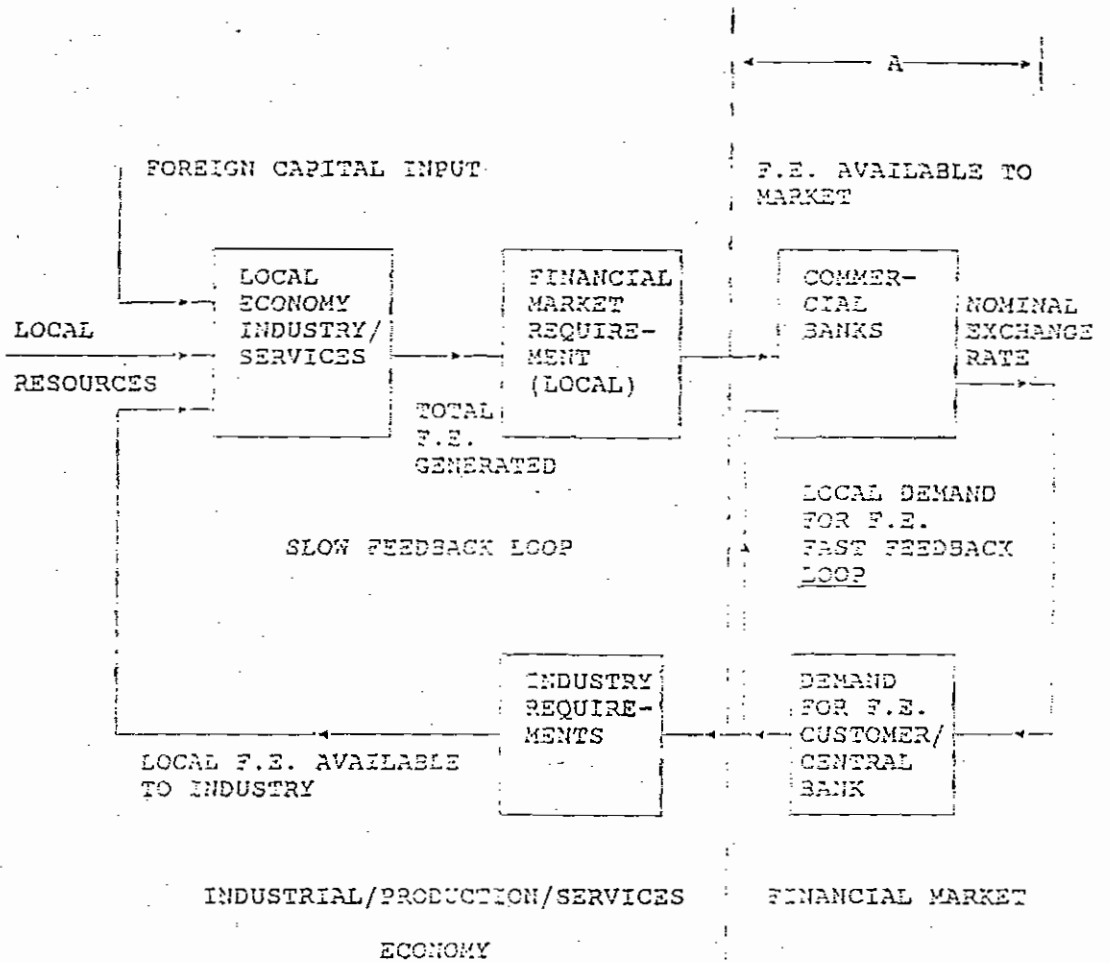 A
FOREIGN CAPITAL INPUT
F.E. AVAILABLE TO
MARKET
LOCAL
RESOURCES
LOCAL
ECONOMY
INDUSTRY/
SERVICES
TOTAL
F.E.
GENERATED
FINANCIAL
MARKET
REQUIRE-
MENT
(LOCAL)
COMMER-
CIAL
BANKS
NOMINAL
EXCHANGE
RATE
SLOW FEEDBACK LOOP
LOCAL DEMAND
FOR F.E.
FAST FEEDBACK
LOOP
INDUSTRY
REQUIRE-
MENTS
DEMAND
FOR F.E.
CUSTOMER/
CENTRAL
BANK
LOCAL F.E. AVAILABLE
TO INDUSTRY
INDUSTRIAL/PRODUCTION/SERVICES
ECONOMY
FINANCIAL MARKET